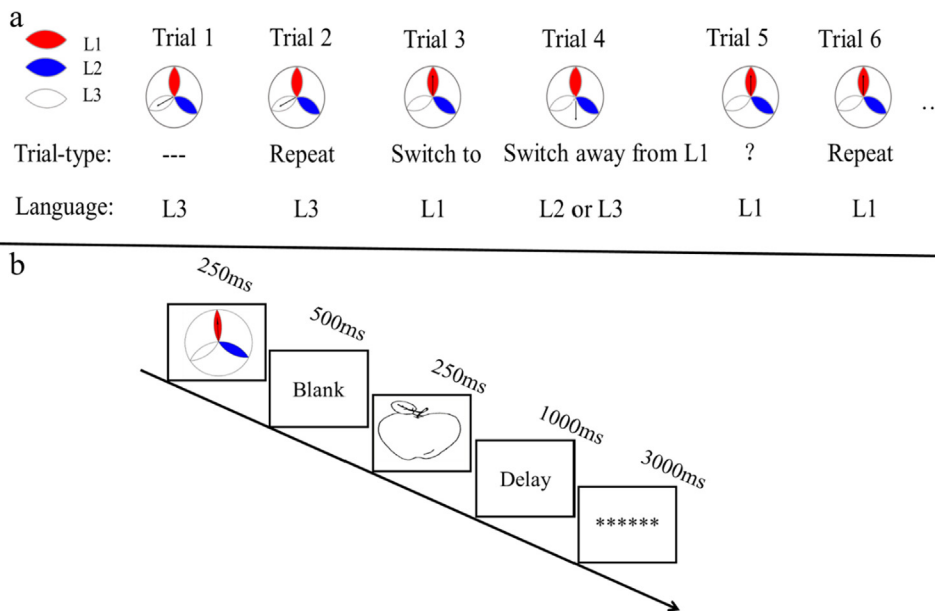 a
L1
L2
L3
Trial 1 Trial 2 Trial 3 Trial 4 Trial 5 Trial 6
...
Trial-type: --- Repeat Switch to Switch away from L1 ? Repeat
Language: L3 L3 L1 L2 or L3 L1 L1
b
250ms
500ms
Blank
250ms
1000ms
Delay
3000ms
******